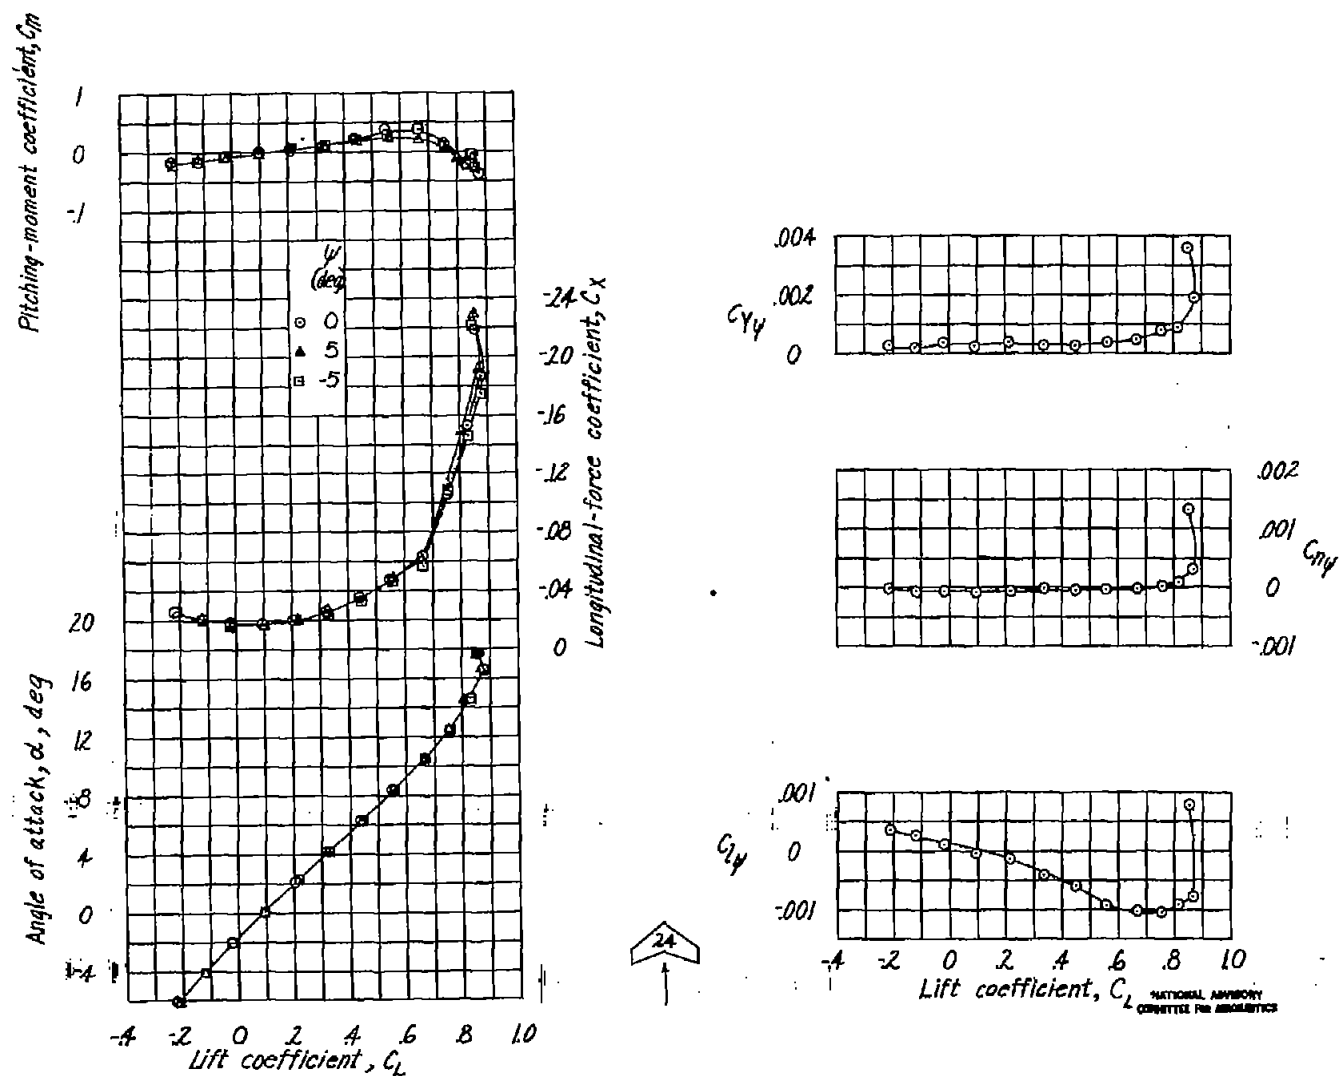 Pitching-moment coefficient, Cm
.1
0
-.1
ψ
(deg)
0
5
-5
Longitudinal-force coefficient, CX
-.24
-.20
-.16
-.12
-.08
-.04
0
Angle of attack, α, deg
20
16
12
8
4
0
-4
-.4 -.2 0 .2 .4 .6 .8 1.0
Lift coefficient, CL
24
CYψ
.004
.002
0
.002
.001
0
-.001
Cnψ
Clψ
.001
0
-.001
-.4 -.2 0 .2 .4 .6 .8 1.0
Lift coefficient, CL
NATIONAL ADVISORY
COMMITTEE FOR AERONAUTICS